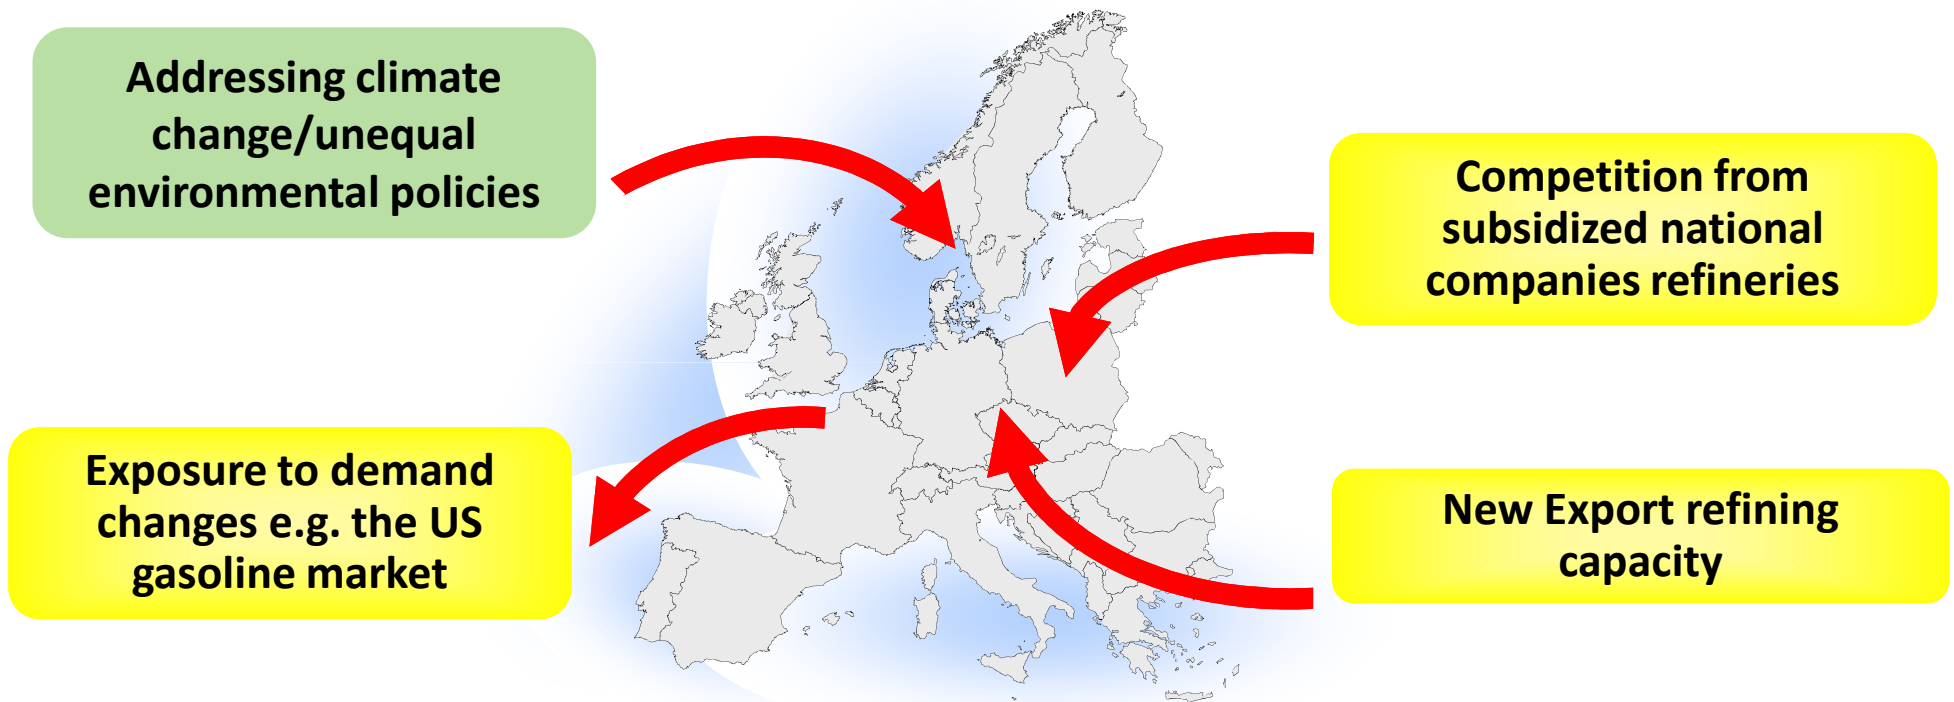 Addressing climate
change/unequal
environmental policies
Competition from
subsidized national
companies refineries
Exposure to demand
changes e.g. the US
gasoline market
New Export refining
capacity